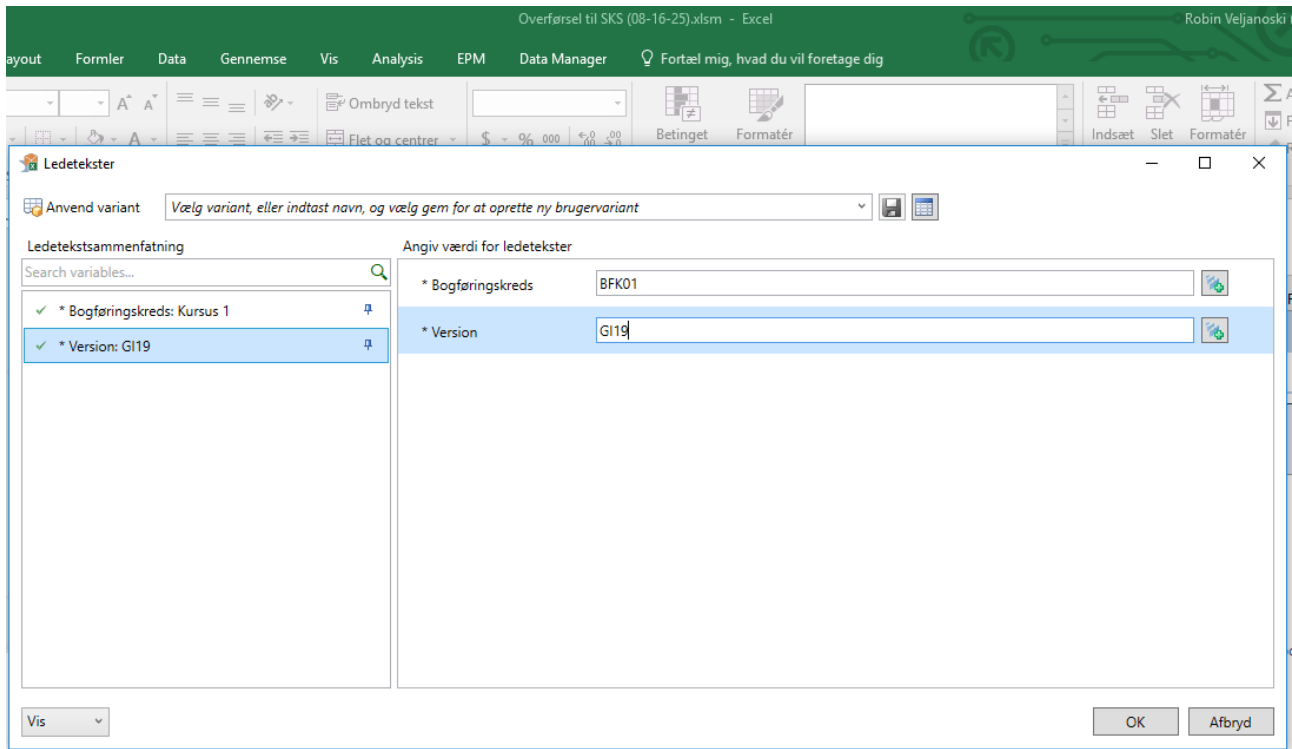 Overførsel til SKS (08-16-25).xlsm - Excel Robin Veljanoski
ayout Formler Data Gennemse Vis Analysis EPM Data Manager Fortæl mig, hvad du vil foretage dig
A A Ombryd tekst
A Flet og centrer $ % 000 Betinget Formatér Indsæt Slet Formatér
Ledetekster
Anvend variant Vælg variant, eller indtast navn, og vælg gem for at oprette ny brugervariant
Ledetekstsammenfatning Angiv værdi for ledetekster
Search variables...
* Bogføringskreds BFK01
* Bogføringskreds: Kursus 1
* Version GI19
* Version: GI19
Vis OK Afbryd